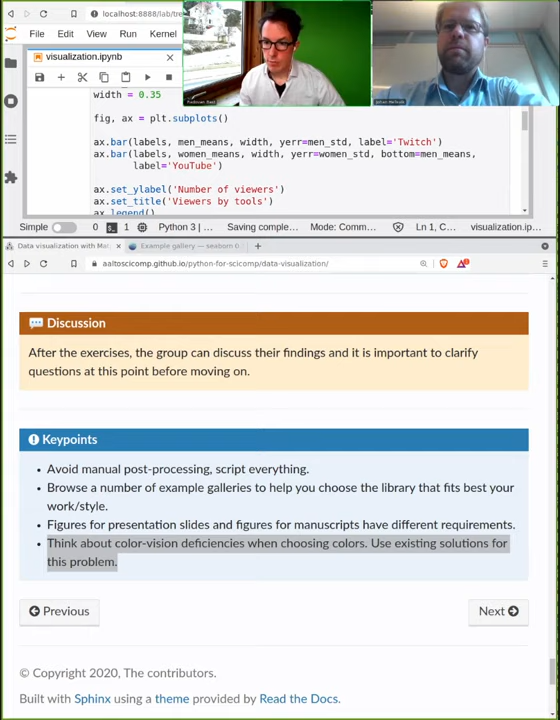 localhost:8888/lab/tre
File Edit View Run Kernel
visualization.ipynb
width = 0.35
fig, ax = plt.subplots()
ax.bar(labels, men_means, width, yerr=men_std, label='Twitch')
ax.bar(labels, women_means, width, yerr=women_std, bottom=men_means,
label='YouTube')
ax.set_ylabel('Number of viewers')
ax.set_title('Viewers by tools')
ax.legend()
Simple 0 1 Python 3 | Saving comple… Mode: Comm… Ln 1, C… visualization.ip…
Data visualization with Mat Example gallery — seaborn 0.
aaltoscicomp.github.io/python-for-scicomp/data-visualization/
Discussion
After the exercises, the group can discuss their findings and it is important to clarify
questions at this point before moving on.
Keypoints
• Avoid manual post-processing, script everything.
• Browse a number of example galleries to help you choose the library that fits best your
work/style.
• Figures for presentation slides and figures for manuscripts have different requirements.
• Think about color-vision deficiencies when choosing colors. Use existing solutions for
this problem.
Previous Next
© Copyright 2020, The contributors.
Built with Sphinx using a theme provided by Read the Docs.